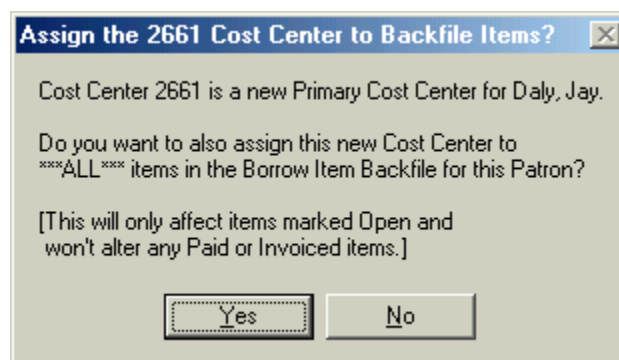 Assign the 2661 Cost Center to Backfile Items?
Cost Center 2661 is a new Primary Cost Center for Daly, Jay.
Do you want to also assign this new Cost Center to
***ALL*** items in the Borrow Item Backfile for this Patron?
[This will only affect items marked Open and
won't alter any Paid or Invoiced items.]
Yes
No